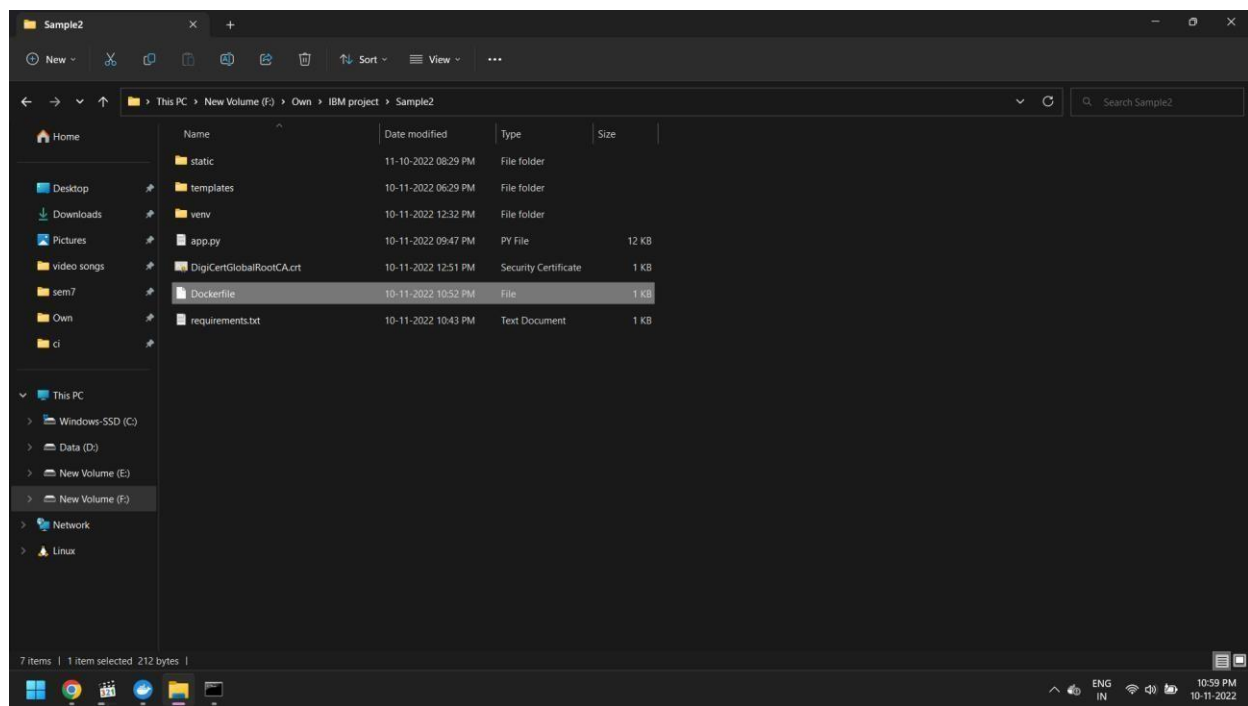 Sample2
New
Sort
View
This PC > New Volume (F:) > Own > IBM project > Sample2
Search Sample2
Home
Desktop
Downloads
Pictures
video songs
sem7
Own
ci
This PC
Windows-SSD (C:)
Data (D:)
New Volume (E:)
New Volume (F:)
Network
Linux
Name Date modified Type Size
static 11-10-2022 08:29 PM File folder
templates 10-11-2022 06:29 PM File folder
venv 10-11-2022 12:32 PM File folder
app.py 10-11-2022 09:47 PM PY File 12 KB
DigiCertGlobalRootCA.crt 10-11-2022 12:51 PM Security Certificate 1 KB
Dockerfile 10-11-2022 10:52 PM File 1 KB
requirements.txt 10-11-2022 10:43 PM Text Document 1 KB
7 items | 1 item selected 212 bytes |
321
ENG
IN
10:59 PM
10-11-2022